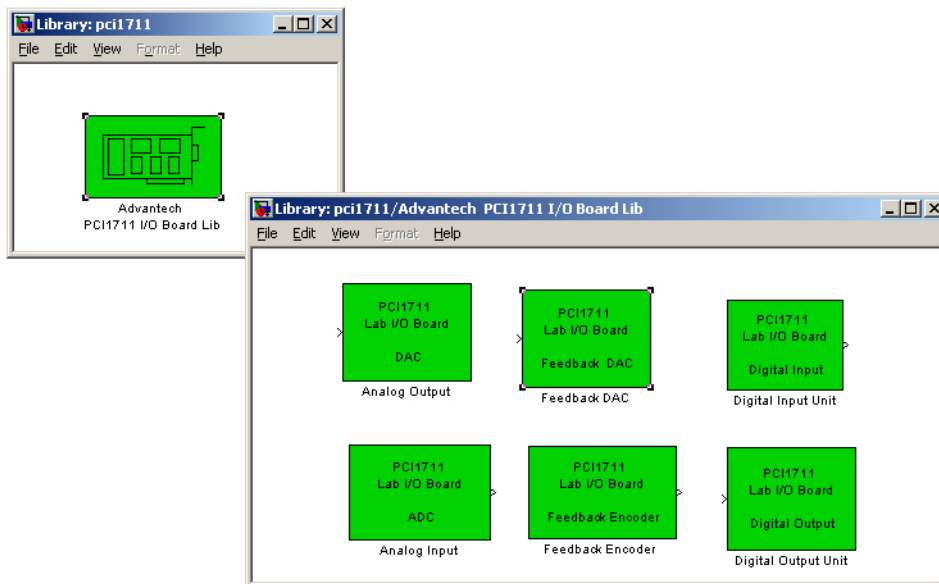 Library: pci1711
File Edit View Format Help
Advantech
PCI1711 I/O Board Lib
Library: pci1711/Advantech PCI1711 I/O Board Lib
File Edit View Format Help
PCI1711
Lab I/O Board
DAC
Analog Output
PCI1711
Lab I/O Board
Feedback DAC
Feedback DAC
PCI1711
Lab I/O Board
Digital Input
Digital Input Unit
PCI1711
Lab I/O Board
ADC
Analog Input
PCI1711
Lab I/O Board
Feedback Encoder
Feedback Encoder
PCI1711
Lab I/O Board
Digital Output
Digital Output Unit